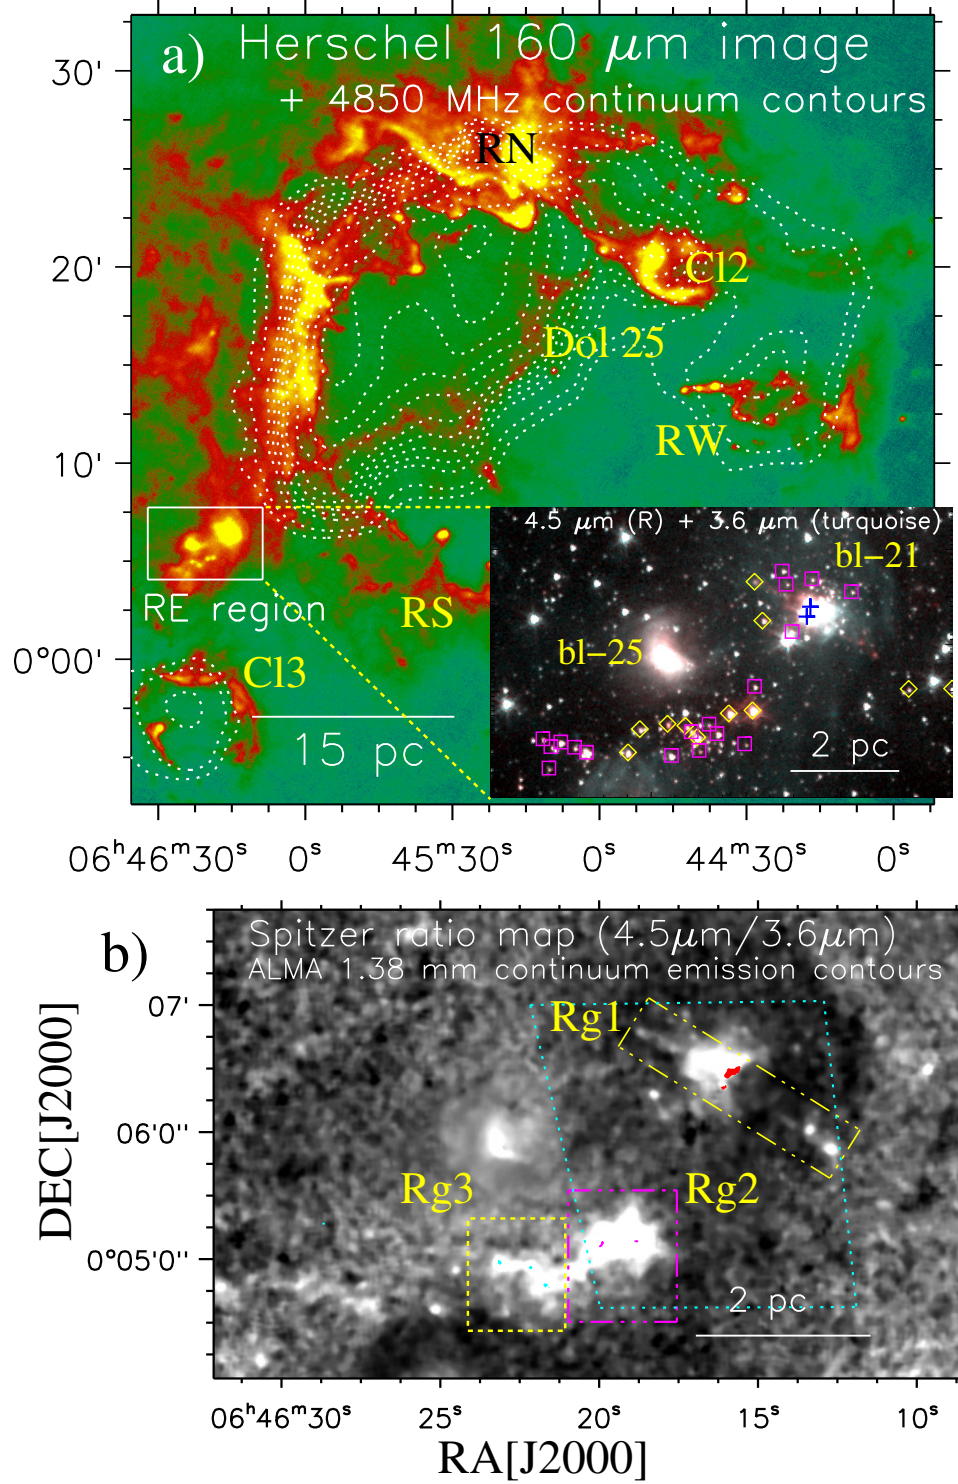 a) Herschel 160 μm image
+ 4850 MHz continuum contours
30'
RN
20'
Cl2
Dol 25
RW
10'
4.5 μm (R) + 3.6 μm (turquoise)
bl−21
RE region
RS
bl−25
0°00'
Cl3
15 pc
2 pc
06ʰ46ᵐ30ˢ 0ˢ 45ᵐ30ˢ 0ˢ 44ᵐ30ˢ 0ˢ
b) Spitzer ratio map (4.5μm/3.6μm)
ALMA 1.38 mm continuum emission contours
07'
Rg1
06'0''
Rg3
Rg2
0°05'0''
2 pc
DEC[J2000]
06ʰ46ᵐ30ˢ 25ˢ 20ˢ 15ˢ 10ˢ
RA[J2000]